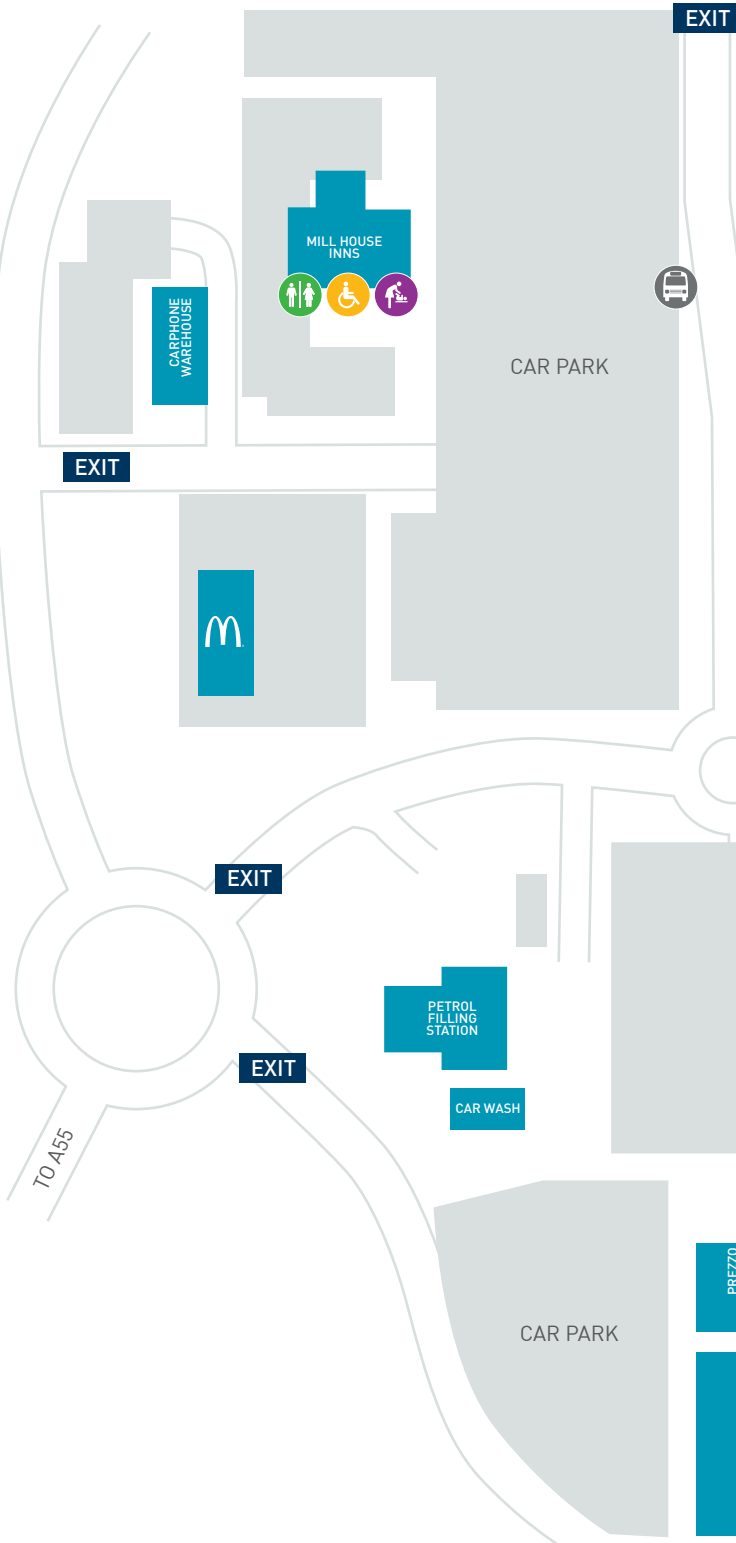 EXIT
MILL HOUSE
INNS
CARPHONE
WAREHOUSE
CAR PARK
EXIT
EXIT
PETROL
FILLING
STATION
EXIT
CAR WASH
TO A55
PREZZO
CAR PARK